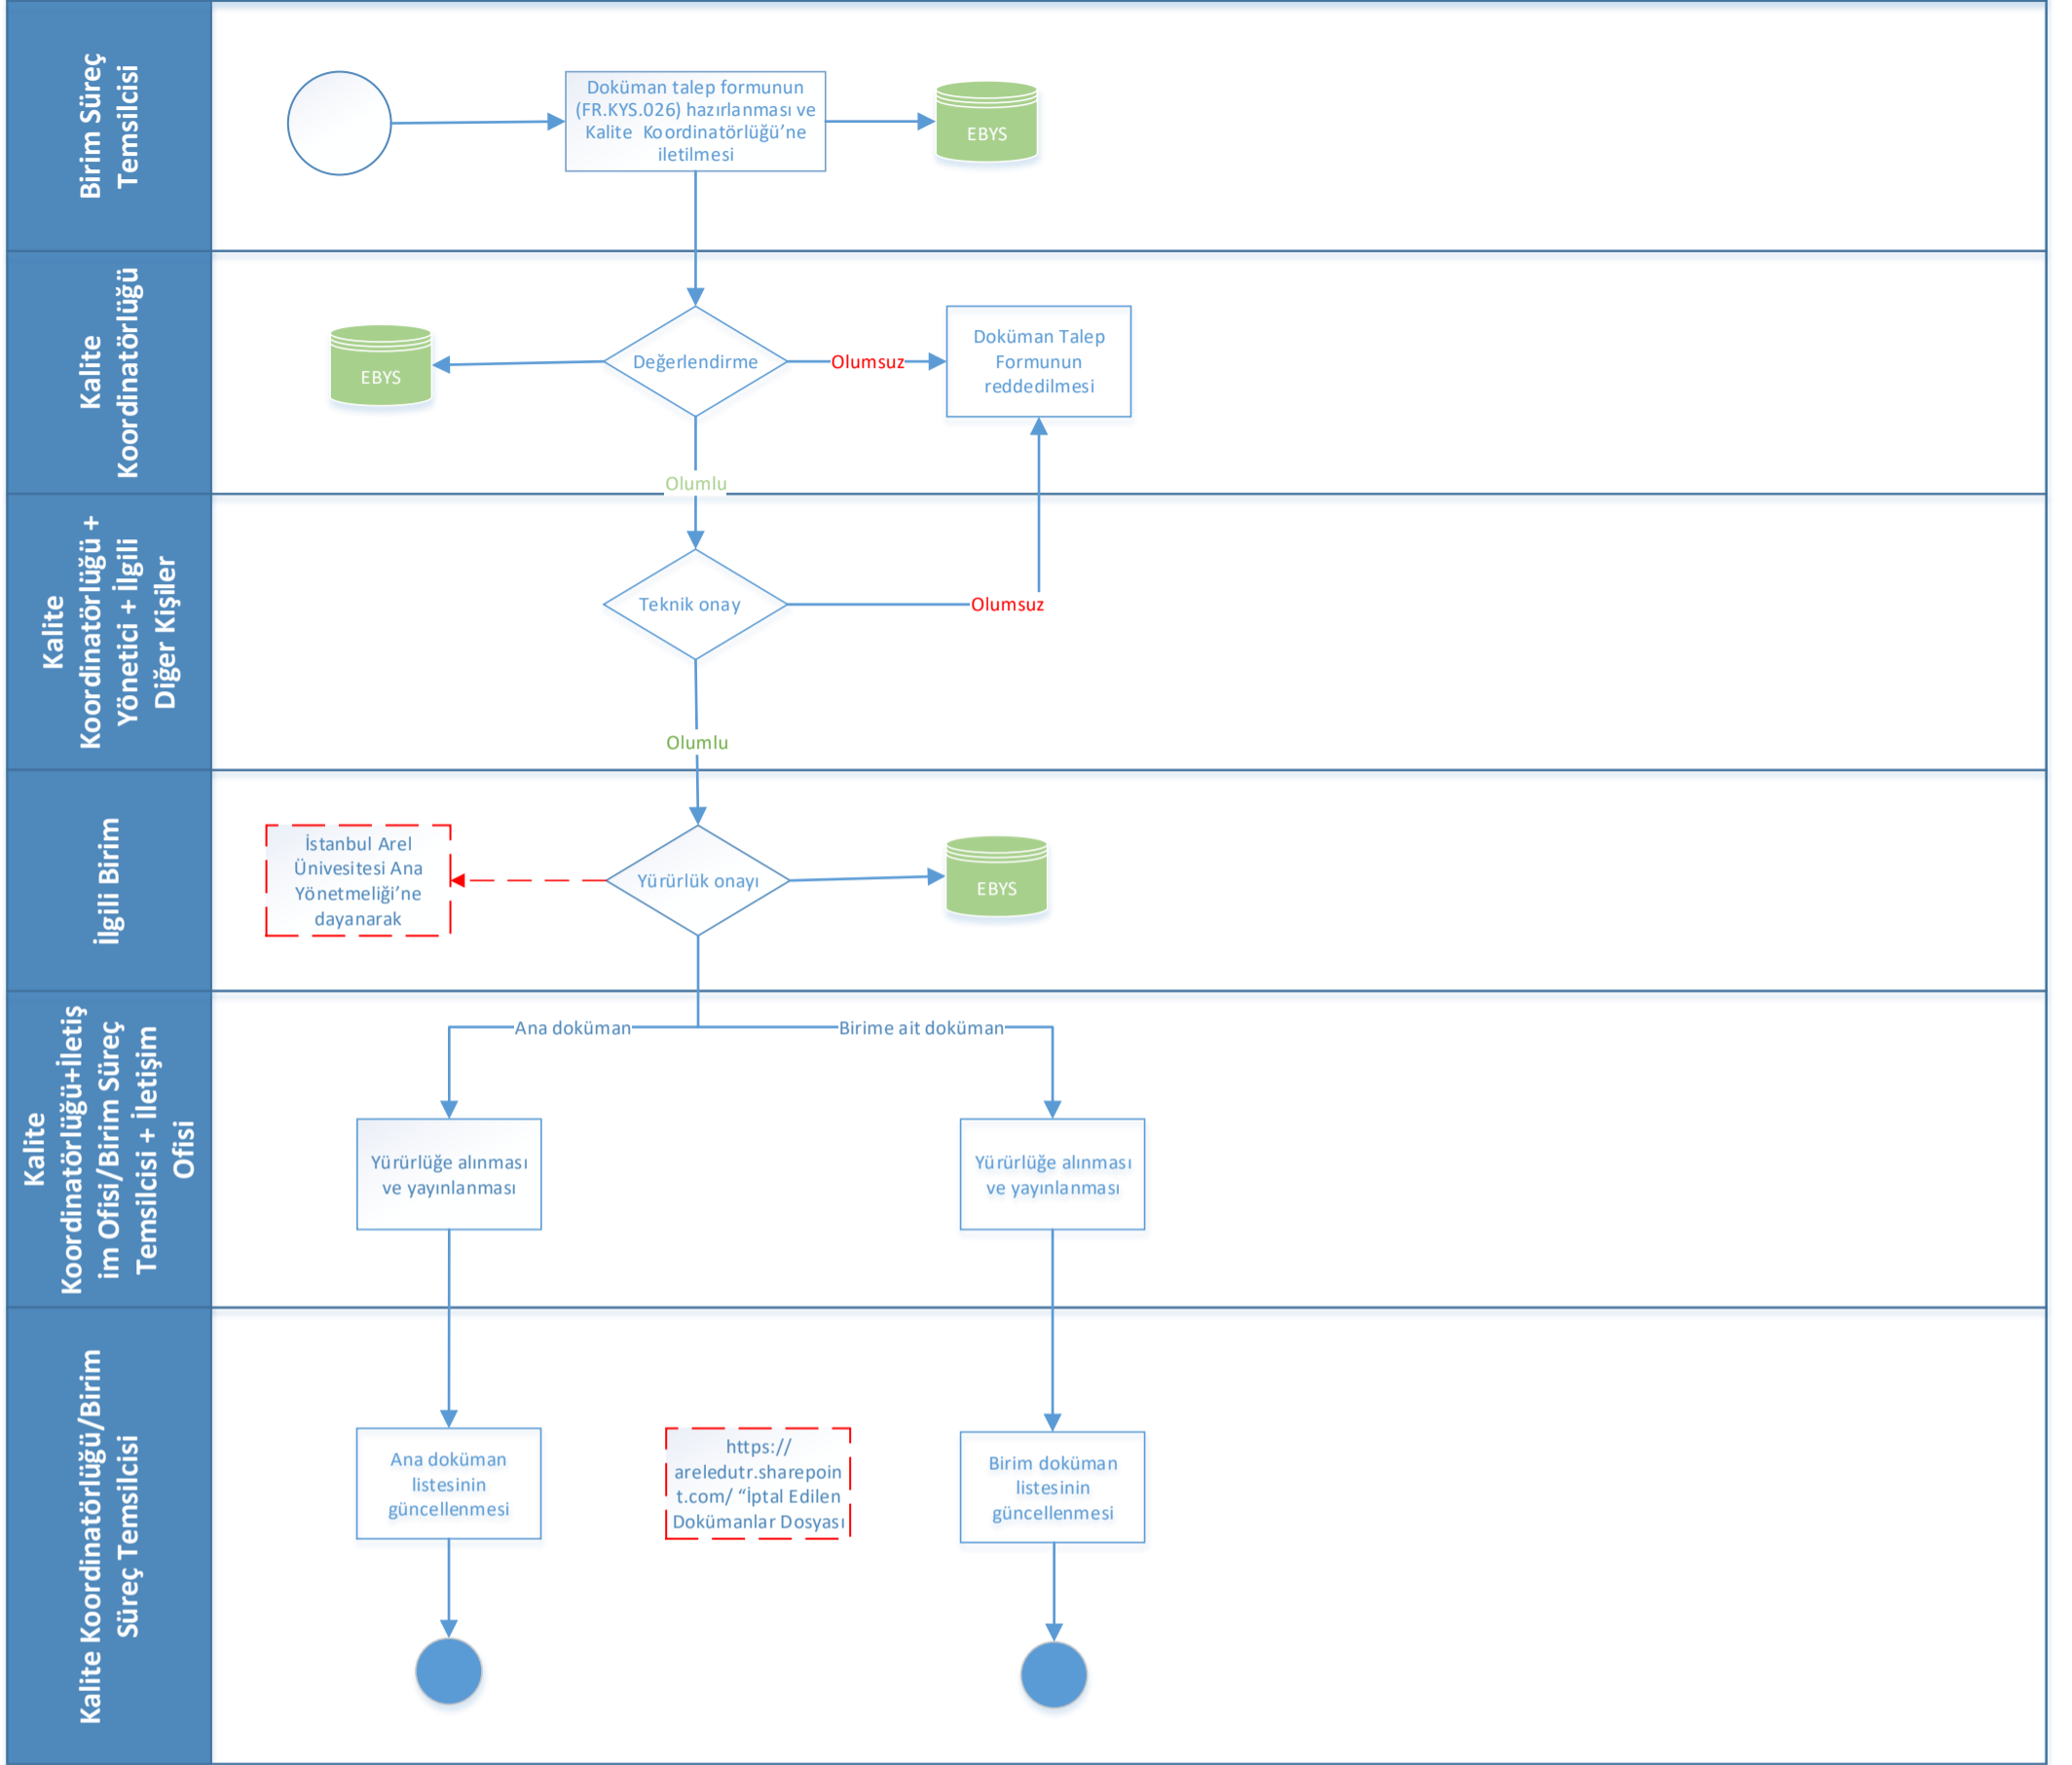 Birim Süreç
Temsilcisi
Doküman talep formunun
(FR.KYS.026) hazırlanması ve
Kalite Koordinatörlüğü’ne
iletilmesi
EBYS
Kalite
Koordinatörlüğü
EBYS
Değerlendirme
Olumsuz
Doküman Talep
Formunun
reddedilmesi
Olumlu
Kalite
Koordinatörlüğü +
Yönetici + İlgili
Diğer Kişiler
Teknik onay
Olumsuz
Olumlu
İlgili Birim
İstanbul Arel
Ünivesitesi Ana
Yönetmeliği’ne
dayanarak
Yürürlük onayı
EBYS
Kalite
Koordinatörlüğü+İletiş
im Ofisi/Birim Süreç
Temsilcisi + İletişim
Ofisi
Ana doküman
Birime ait doküman
Yürürlüğe alınması
ve yayınlanması
Yürürlüğe alınması
ve yayınlanması
Kalite Koordinatörlüğü/Birim
Süreç Temsilcisi
Ana doküman
listesinin
güncellenmesi
https://
areledutr.sharepoin
t.com/ “İptal Edilen
Dokümanlar Dosyası
Birim doküman
listesinin
güncellenmesi